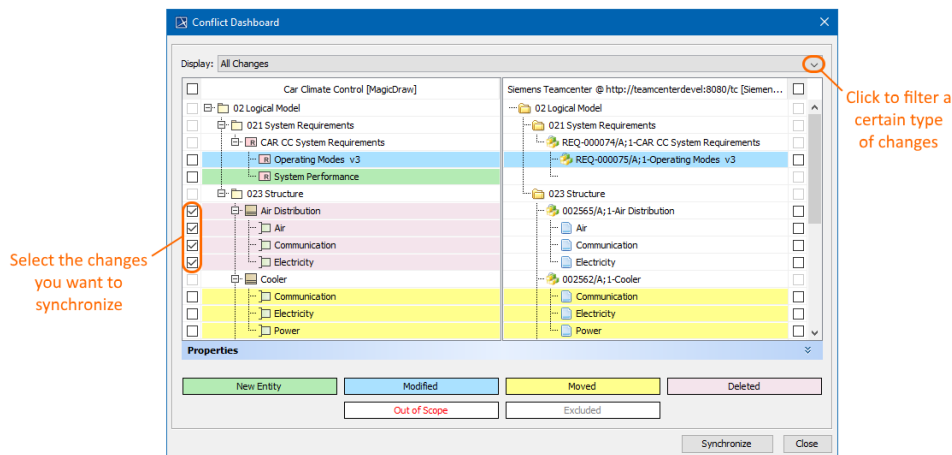 Conflict Dashboard
Display: All Changes
Car Climate Control [MagicDraw]
Siemens Teamcenter @ http://teamcenterdevel:8080/tc [Siemen...
02 Logical Model
02 Logical Model
021 System Requirements
021 System Requirements
R CAR CC System Requirements
REQ-000074/A;1-CAR CC System Requirements
R Operating Modes v3
REQ-000075/A;1-Operating Modes v3
R System Performance
023 Structure
023 Structure
Air Distribution
002565/A;1-Air Distributior
Air
Air
Communication
Communication
Electricity
Electricity
Cooler
002562/A;1-Cooler
Communication
Communication
Electricity
Electricity
Power
Power
Properties
New Entity
Modified
Moved
Deleted
Out of Scope
Excluded
Synchronize
Close
Click to filter a
certain type
of changes
Select the changes
you want to
synchronize